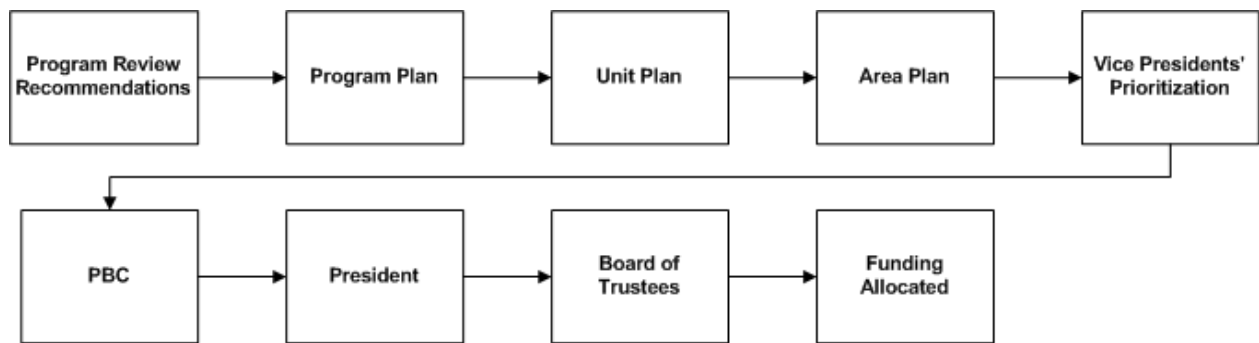 Program Review
Recommendations
Program Plan
Unit Plan
Area Plan
Vice Presidents'
Prioritization
PBC
President
Board of
Trustees
Funding
Allocated